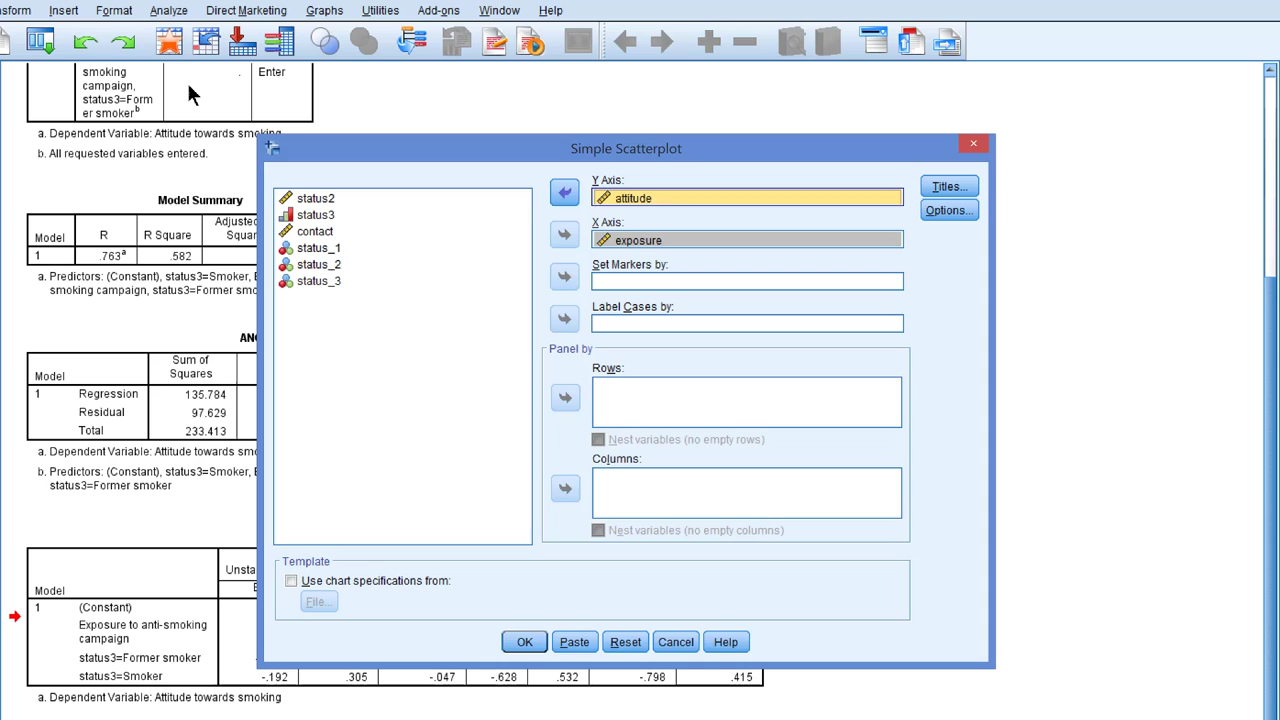 nsform Insert Format Analyze Direct Marketing Graphs Utilities Add-ons Window Help
smoking
campaign,
status3=Form
er smokerb
. Enter
a. Dependent Variable: Attitude towards smoking
b. All requested variables entered.
Model Summary
Model R R Square Adjusted
Squar
1 .763a .582
a. Predictors: (Constant), status3=Smoker, E
smoking campaign, status3=Former smo
AN
Model Sum of
Squares
1 Regression 135.784
Residual 97.629
Total 233.413
a. Dependent Variable: Attitude towards smo
b. Predictors: (Constant), status3=Smoker, E
status3=Former smoker
Model Unsta
1 (Constant)
Exposure to anti-smoking
campaign
status3=Former smoker
status3=Smoker -.192 .305 -.047 -.628 .532 -.798 .415
a. Dependent Variable: Attitude towards smoking
Simple Scatterplot
status2
status3
contact
status_1
status_2
status_3
Y Axis:
attitude
X Axis:
exposure
Set Markers by:
Label Cases by:
Panel by
Rows:
Nest variables (no empty rows)
Columns:
Nest variables (no empty columns)
Titles...
Options...
Template
Use chart specifications from:
File...
OK Paste Reset Cancel Help